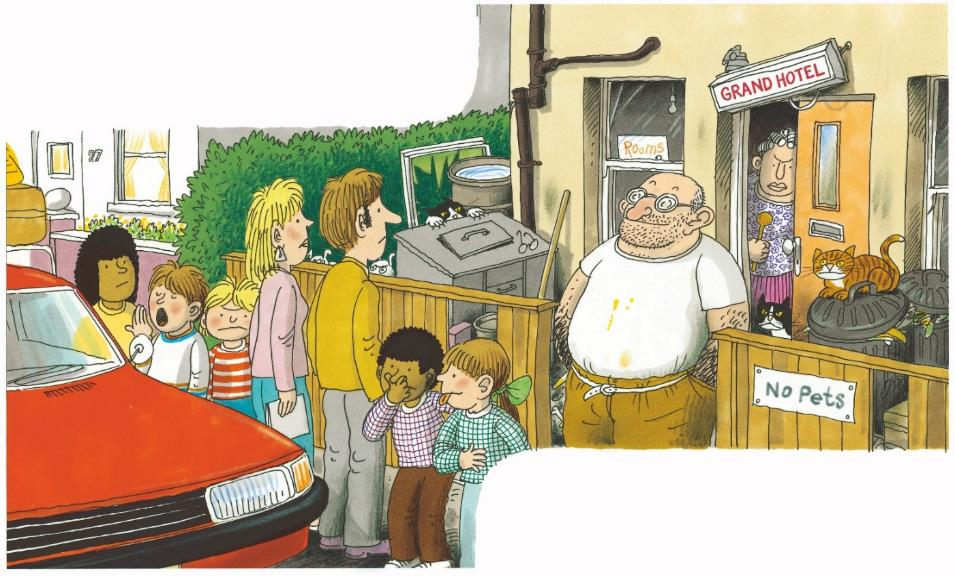 27
GRAND HOTEL
Rooms
No Pets